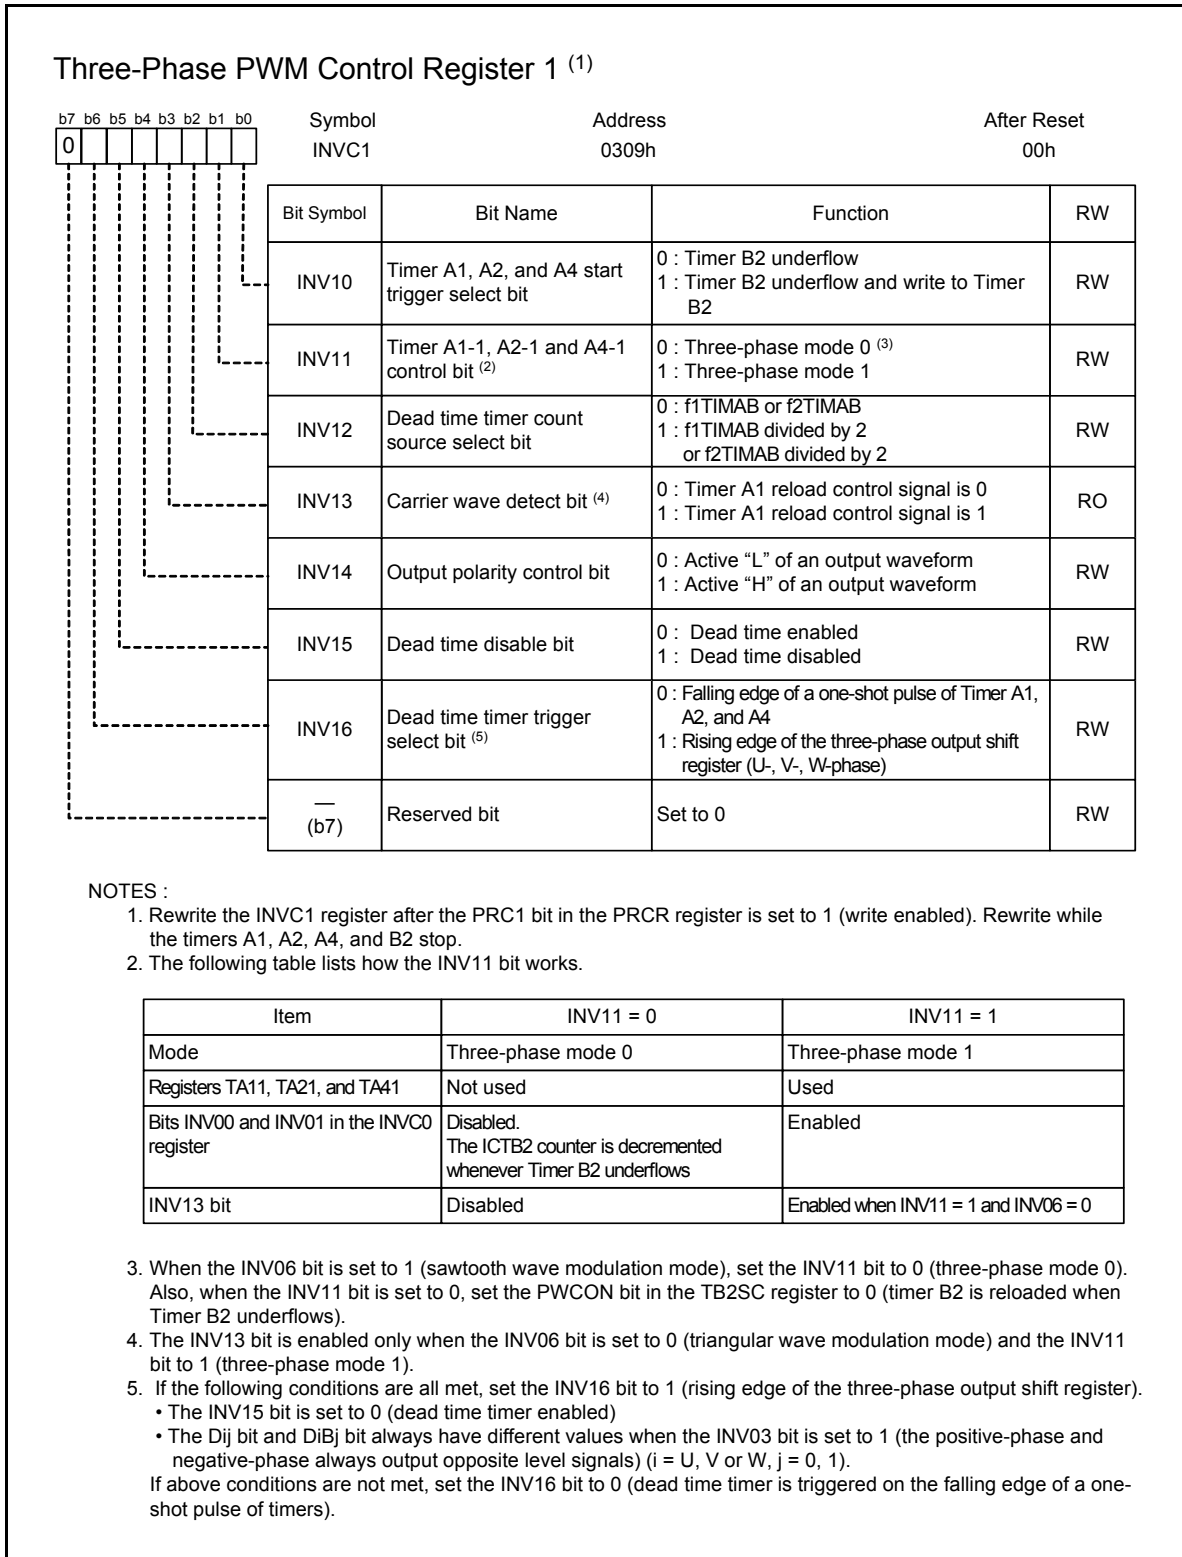 Three-Phase PWM Control Register 1 (1)
b7 b6 b5 b4 b3 b2 b1 b0
Symbol Address After Reset
0
INVC1 0309h 00h
Bit Symbol Bit Name Function RW
INV10
Timer A1, A2, and A4 start
trigger select bit
0 : Timer B2 underflow
1 : Timer B2 underflow and write to Timer
B2
RW
INV11
Timer A1-1, A2-1 and A4-1
control bit (2)
0 : Three-phase mode 0 (3)
1 : Three-phase mode 1
RW
INV12
Dead time timer count
source select bit
0 : f1TIMAB or f2TIMAB
1 : f1TIMAB divided by 2
or f2TIMAB divided by 2
RW
INV13
Carrier wave detect bit (4)
0 : Timer A1 reload control signal is 0
1 : Timer A1 reload control signal is 1
RO
INV14
Output polarity control bit
0 : Active “L” of an output waveform
1 : Active “H” of an output waveform
RW
INV15
Dead time disable bit
0 : Dead time enabled
1 : Dead time disabled
RW
INV16
Dead time timer trigger
select bit (5)
0 : Falling edge of a one-shot pulse of Timer A1,
A2, and A4
1 : Rising edge of the three-phase output shift
register (U-, V-, W-phase)
RW
—
(b7)
Reserved bit
Set to 0
RW
NOTES :
1. Rewrite the INVC1 register after the PRC1 bit in the PRCR register is set to 1 (write enabled). Rewrite while
the timers A1, A2, A4, and B2 stop.
2. The following table lists how the INV11 bit works.
Item INV11 = 0 INV11 = 1
Mode Three-phase mode 0 Three-phase mode 1
Registers TA11, TA21, and TA41 Not used Used
Bits INV00 and INV01 in the INVC0
register
Disabled.
The ICTB2 counter is decremented
whenever Timer B2 underflows
Enabled
INV13 bit Disabled Enabled when INV11 = 1 and INV06 = 0
3. When the INV06 bit is set to 1 (sawtooth wave modulation mode), set the INV11 bit to 0 (three-phase mode 0).
Also, when the INV11 bit is set to 0, set the PWCON bit in the TB2SC register to 0 (timer B2 is reloaded when
Timer B2 underflows).
4. The INV13 bit is enabled only when the INV06 bit is set to 0 (triangular wave modulation mode) and the INV11
bit to 1 (three-phase mode 1).
5. If the following conditions are all met, set the INV16 bit to 1 (rising edge of the three-phase output shift register).
• The INV15 bit is set to 0 (dead time timer enabled)
• The Dij bit and DiBj bit always have different values when the INV03 bit is set to 1 (the positive-phase and
negative-phase always output opposite level signals) (i = U, V or W, j = 0, 1).
If above conditions are not met, set the INV16 bit to 0 (dead time timer is triggered on the falling edge of a one-
shot pulse of timers).